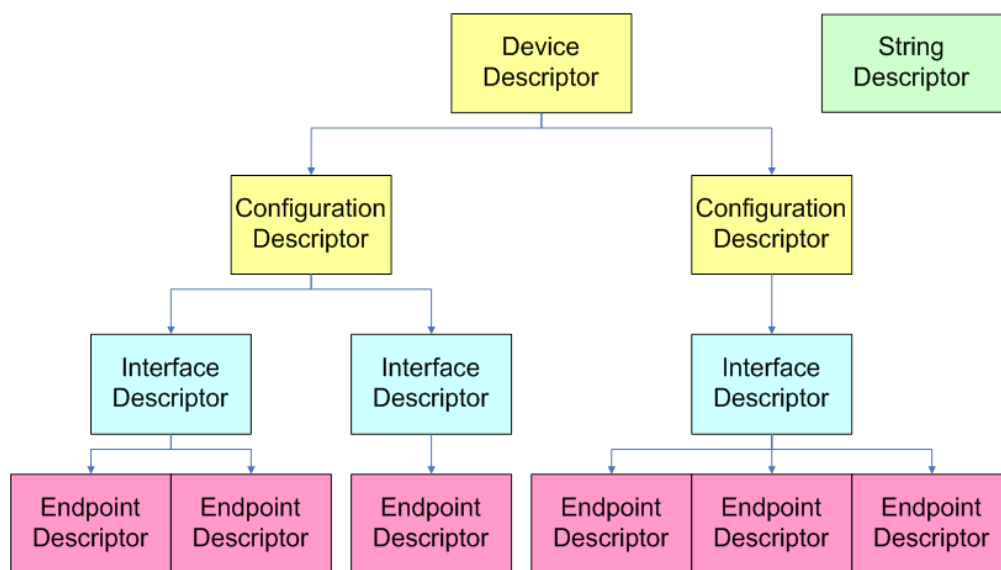 Device
Descriptor
String
Descriptor
Configuration
Descriptor
Configuration
Descriptor
Interface
Descriptor
Interface
Descriptor
Interface
Descriptor
Endpoint
Descriptor
Endpoint
Descriptor
Endpoint
Descriptor
Endpoint
Descriptor
Endpoint
Descriptor
Endpoint
Descriptor